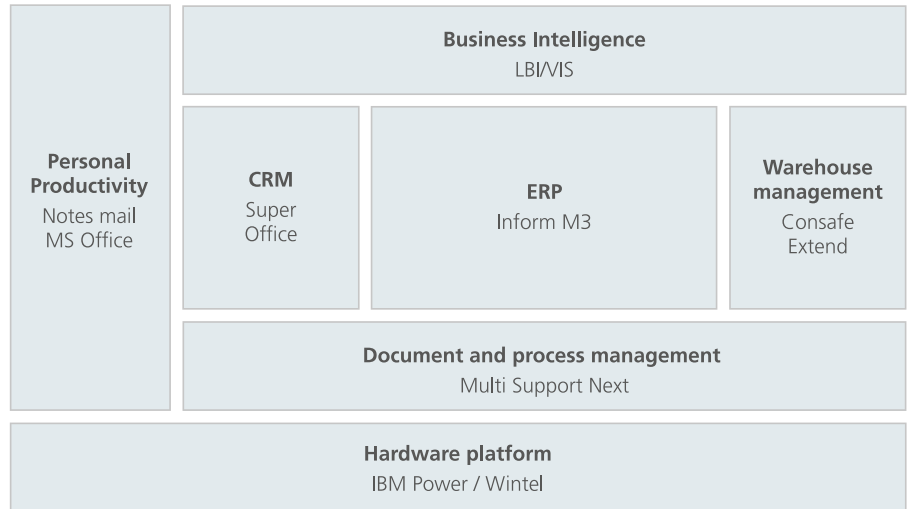 Business Intelligence
LBI/VIS
Personal
Productivity
Notes mail
MS Office
CRM
Super
Office
ERP
Inform M3
Warehouse
management
Consafe
Extend
Document and process management
Multi Support Next
Hardware platform
IBM Power / Wintel